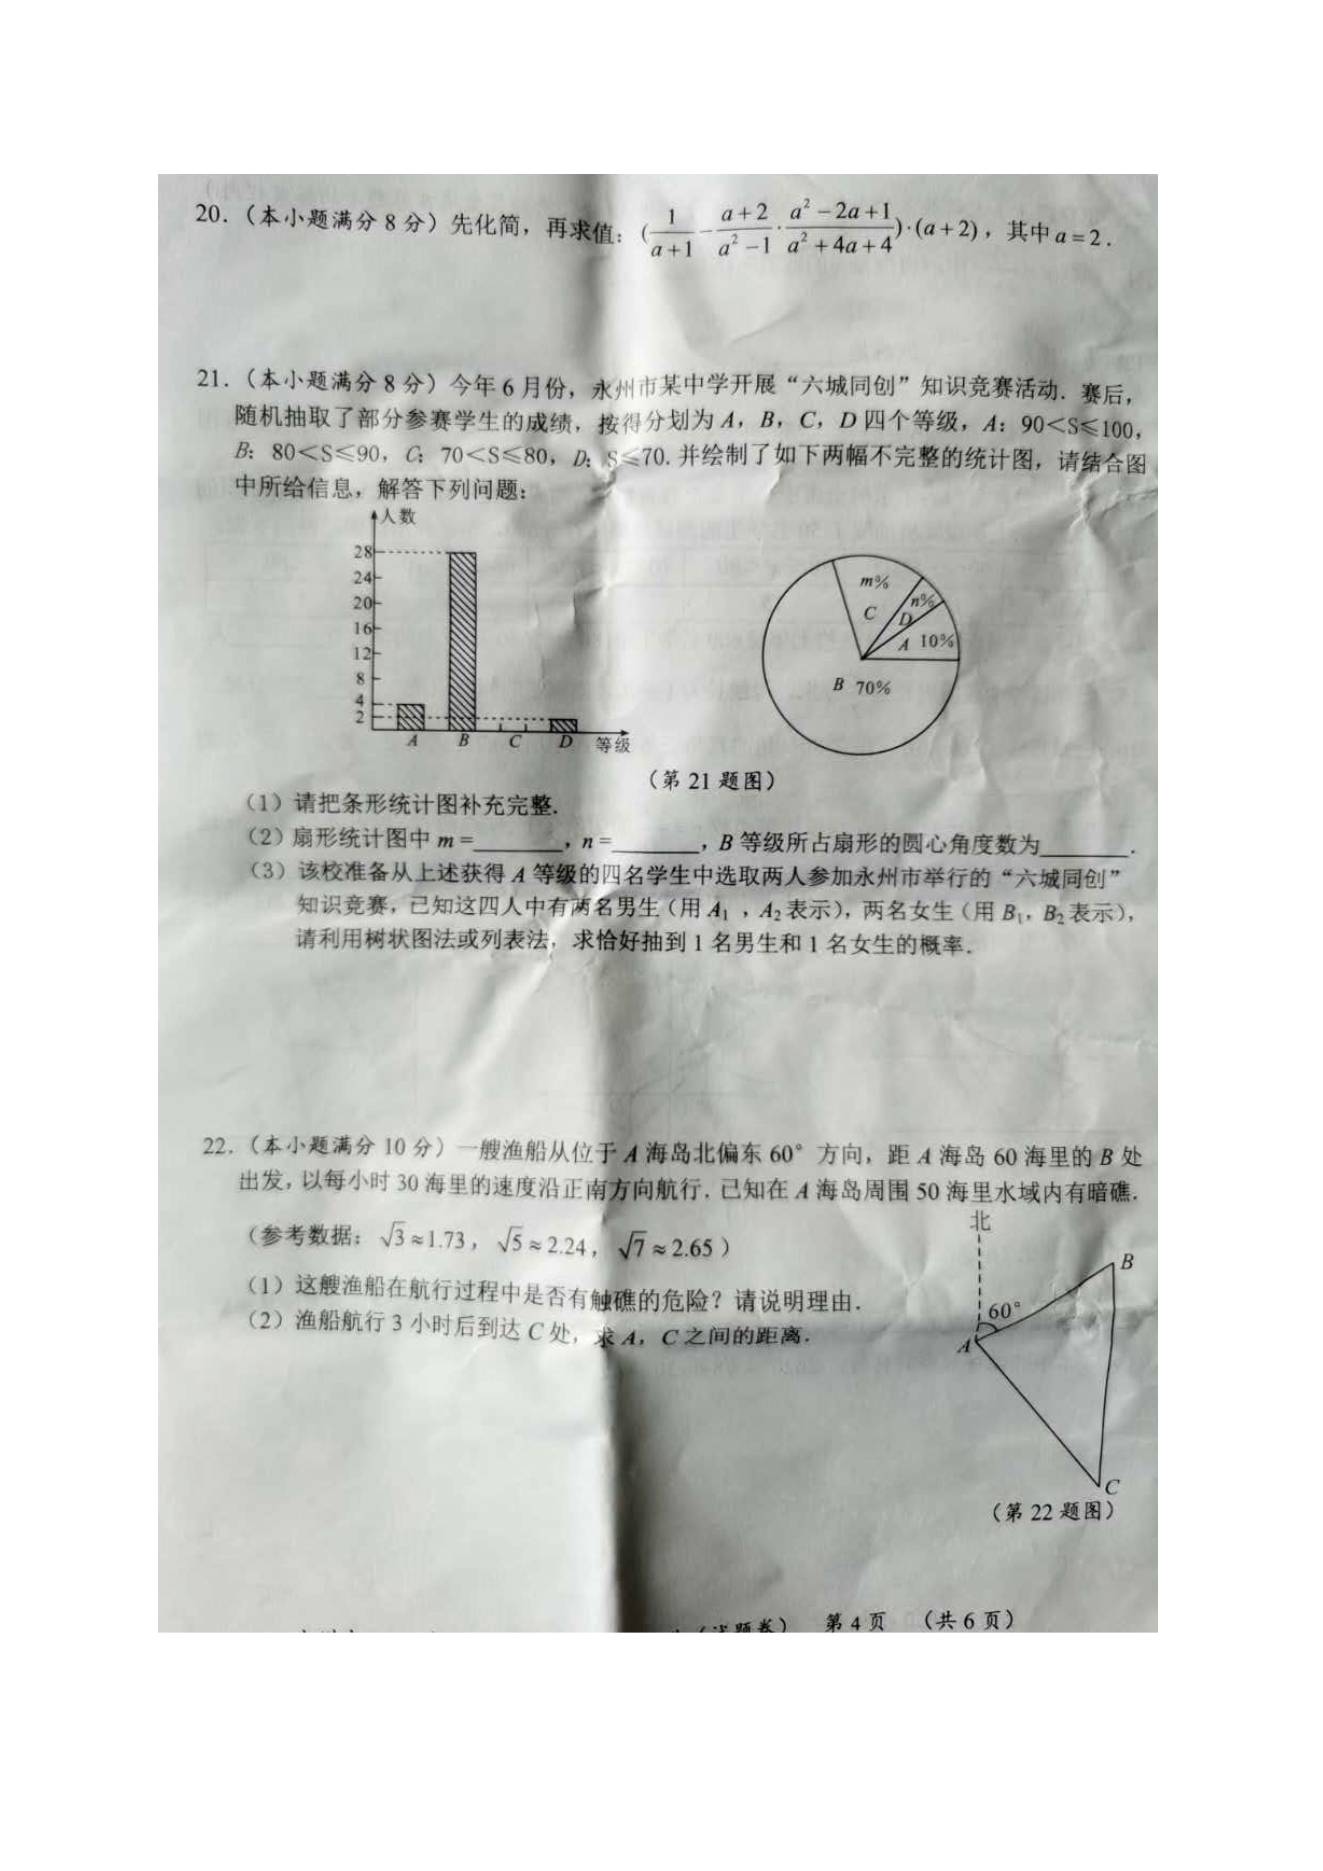 20.（本小题满分 8 分）先化简，再求值：(1/(a+1) − (a+2)/(a²−1) · (a²−2a+1)/(a²+4a+4))·(a+2)，其中 a=2．
21.（本小题满分 8 分）今年 6 月份，永州市某中学开展“六城同创”知识竞赛活动．赛后，
随机抽取了部分参赛学生的成绩，按得分划为 A，B，C，D 四个等级，A：90<S≤100，
B：80<S≤90，C：70<S≤80，D：S≤70. 并绘制了如下两幅不完整的统计图，请结合图
中所给信息，解答下列问题：
人数
28
24
20
16
12
8
4
2
A B C D 等级
m%
C
n%
D
A 10%
B 70%
（第 21 题图）
（1）请把条形统计图补充完整.
（2）扇形统计图中 m =______，n =______，B 等级所占扇形的圆心角度数为______．
（3）该校准备从上述获得 A 等级的四名学生中选取两人参加永州市举行的“六城同创”
知识竞赛，已知这四人中有两名男生（用 A₁，A₂表示），两名女生（用 B₁，B₂表示），
请利用树状图法或列表法，求恰好抽到 1 名男生和 1 名女生的概率．
22.（本小题满分 10 分）一艘渔船从位于 A 海岛北偏东 60° 方向，距 A 海岛 60 海里的 B 处
出发，以每小时 30 海里的速度沿正南方向航行．已知在 A 海岛周围 50 海里水域内有暗礁．
（参考数据：√3≈1.73，√5≈2.24，√7≈2.65）
（1）这艘渔船在航行过程中是否有触礁的危险？请说明理由．
（2）渔船航行 3 小时后到达 C 处，求 A，C 之间的距离．
北
B
60°
A
C
（第 22 题图）
（试题卷） 第 4 页 （共 6 页）